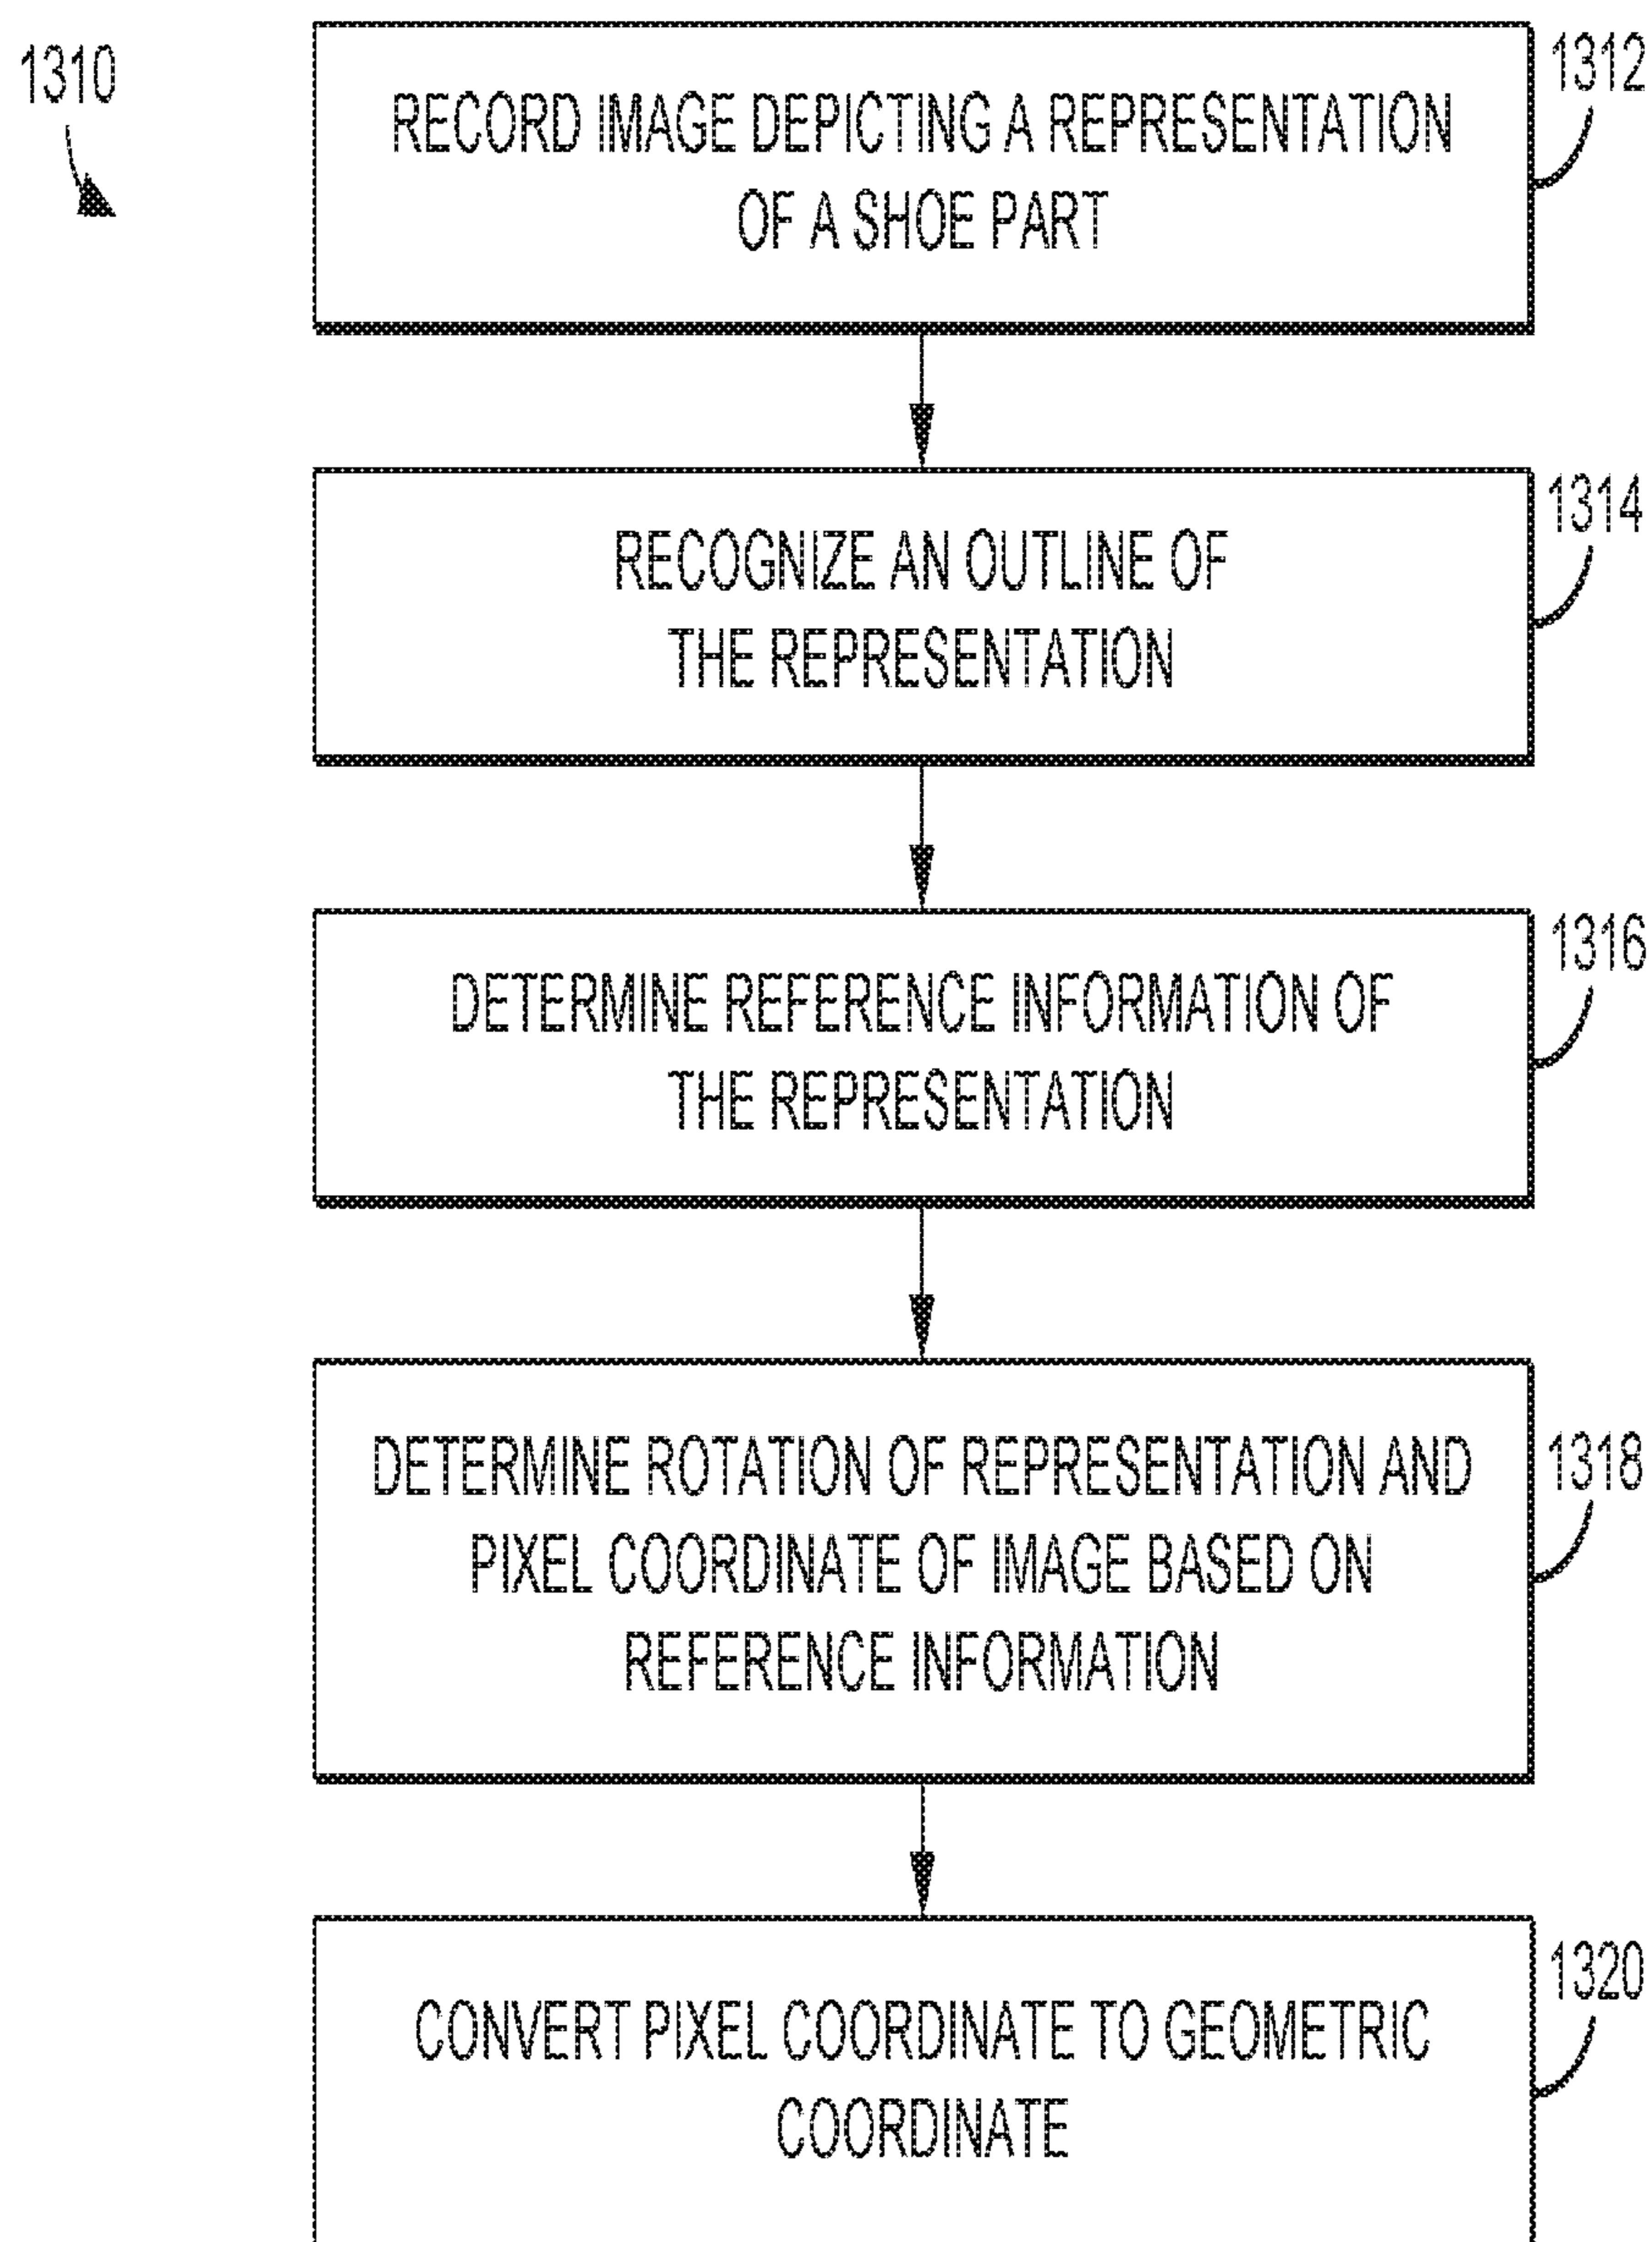 1310
1312
RECORD IMAGE DEPICTING A REPRESENTATION
OF A SHOE PART
1314
RECOGNIZE AN OUTLINE OF
THE REPRESENTATION
1316
DETERMINE REFERENCE INFORMATION OF
THE REPRESENTATION
1318
DETERMINE ROTATION OF REPRESENTATION AND
PIXEL COORDINATE OF IMAGE BASED ON
REFERENCE INFORMATION
1320
CONVERT PIXEL COORDINATE TO GEOMETRIC
COORDINATE